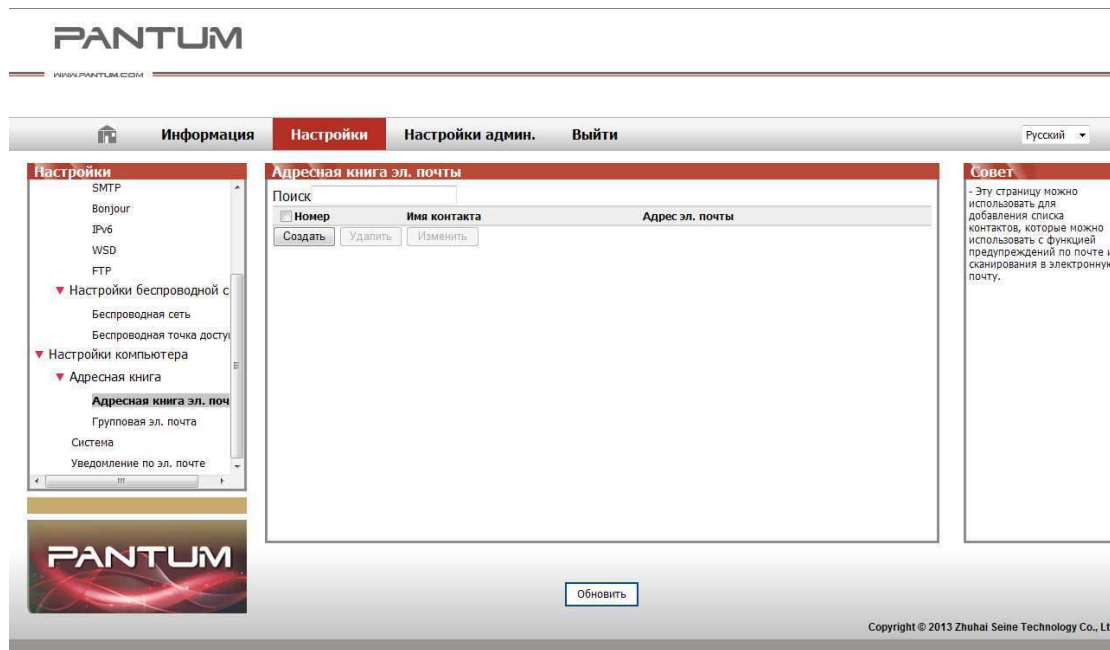 PANTUM
WWW.PANTUM.COM
Информация Настройки Настройки админ. Выйти Русский
Настройки
SMTP
Bonjour
IPv6
WSD
FTP
Настройки беспроводной с
Беспроводная сеть
Беспроводная точка досту
Настройки компьютера
Адресная книга
Адресная книга эл. поч
Групповая эл. почта
Система
Уведомление по эл. почте
PANTUM
Адресная книга эл. почты
Поиск
Номер Имя контакта Адрес эл. почты
Создать Удалить Изменить
Обновить
Совет
- Эту страницу можно
использовать для
добавления списка
контактов, которые можно
использовать с функцией
предупреждений по почте и
сканирования в электронную
почту.
Copyright © 2013 Zhuhai Seine Technology Co., Lt